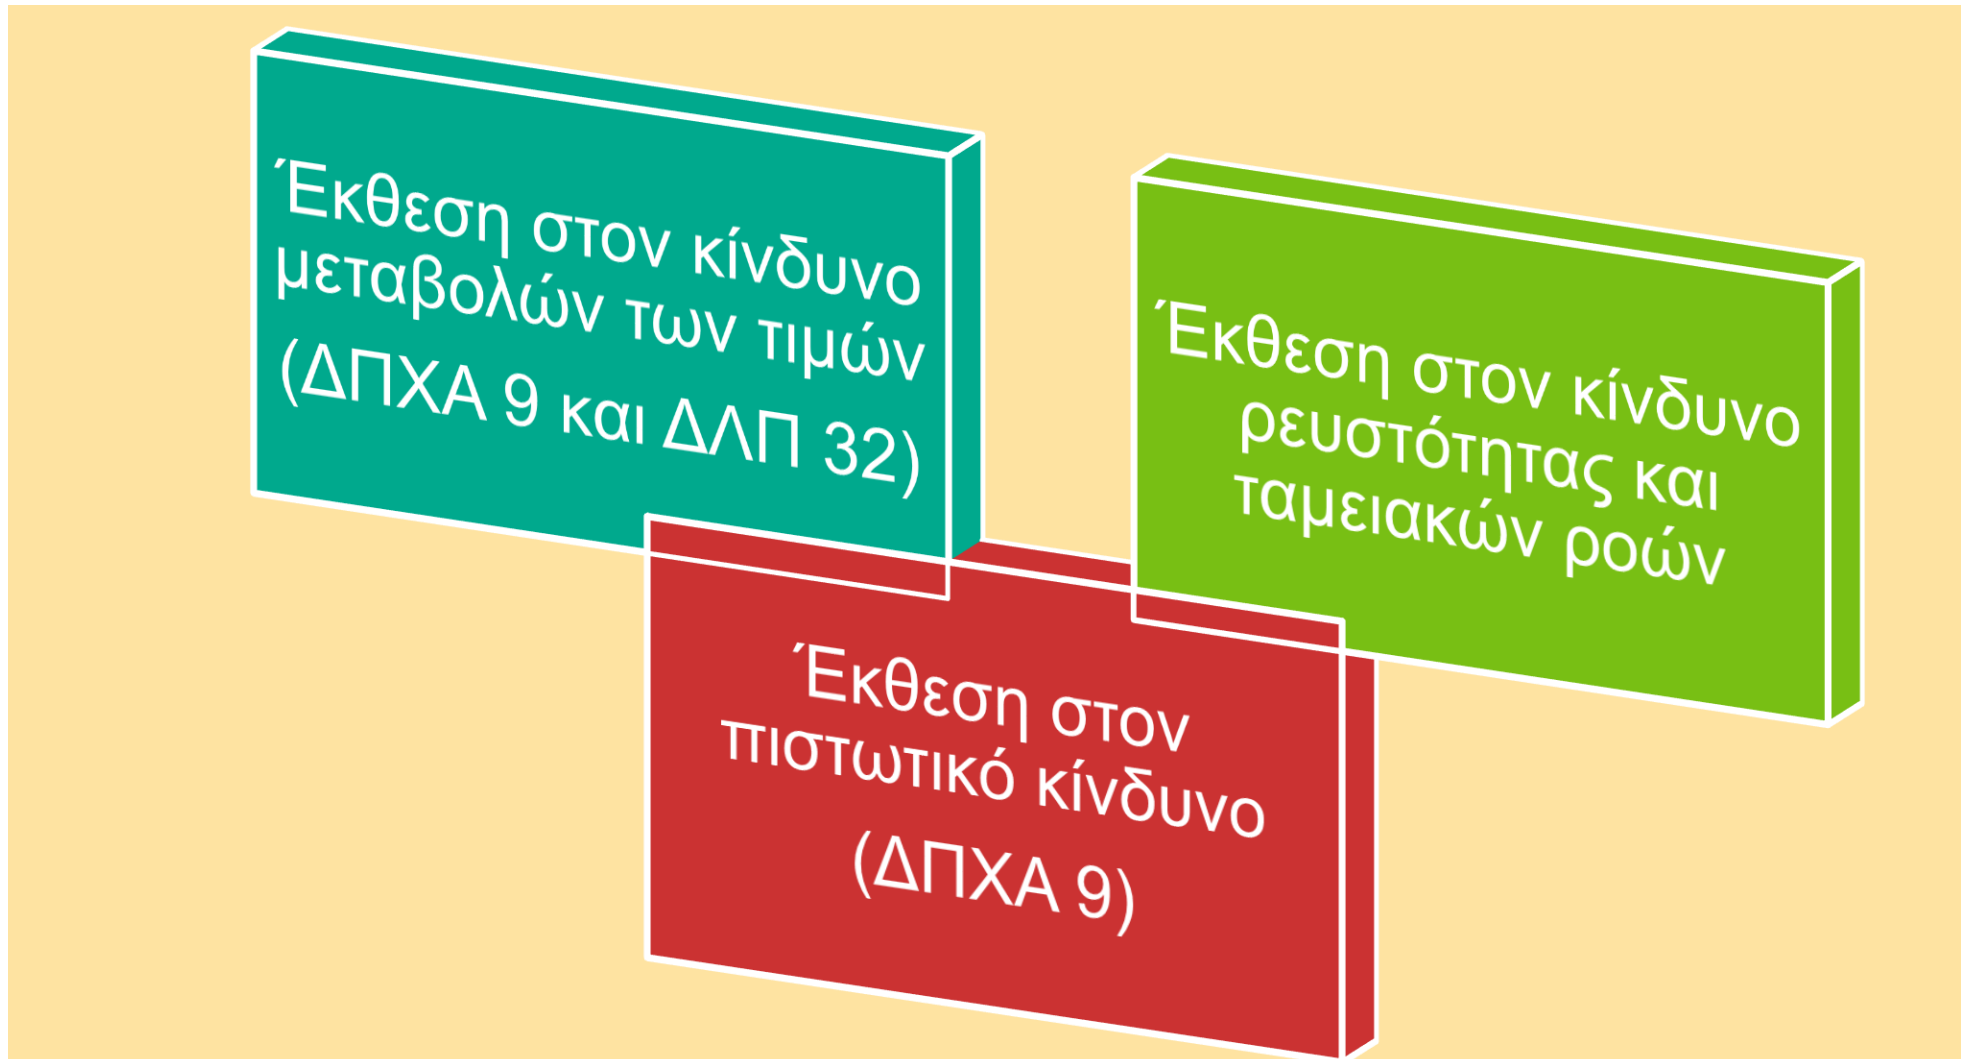 Έκθεση στον κίνδυνο
μεταβολών των τιμών
(ΔΠΧΑ 9 και ΔΛΠ 32)
Έκθεση στον κίνδυνο
ρευστότητας και
ταμειακών ροών
Έκθεση στον
πιστωτικό κίνδυνο
(ΔΠΧΑ 9)